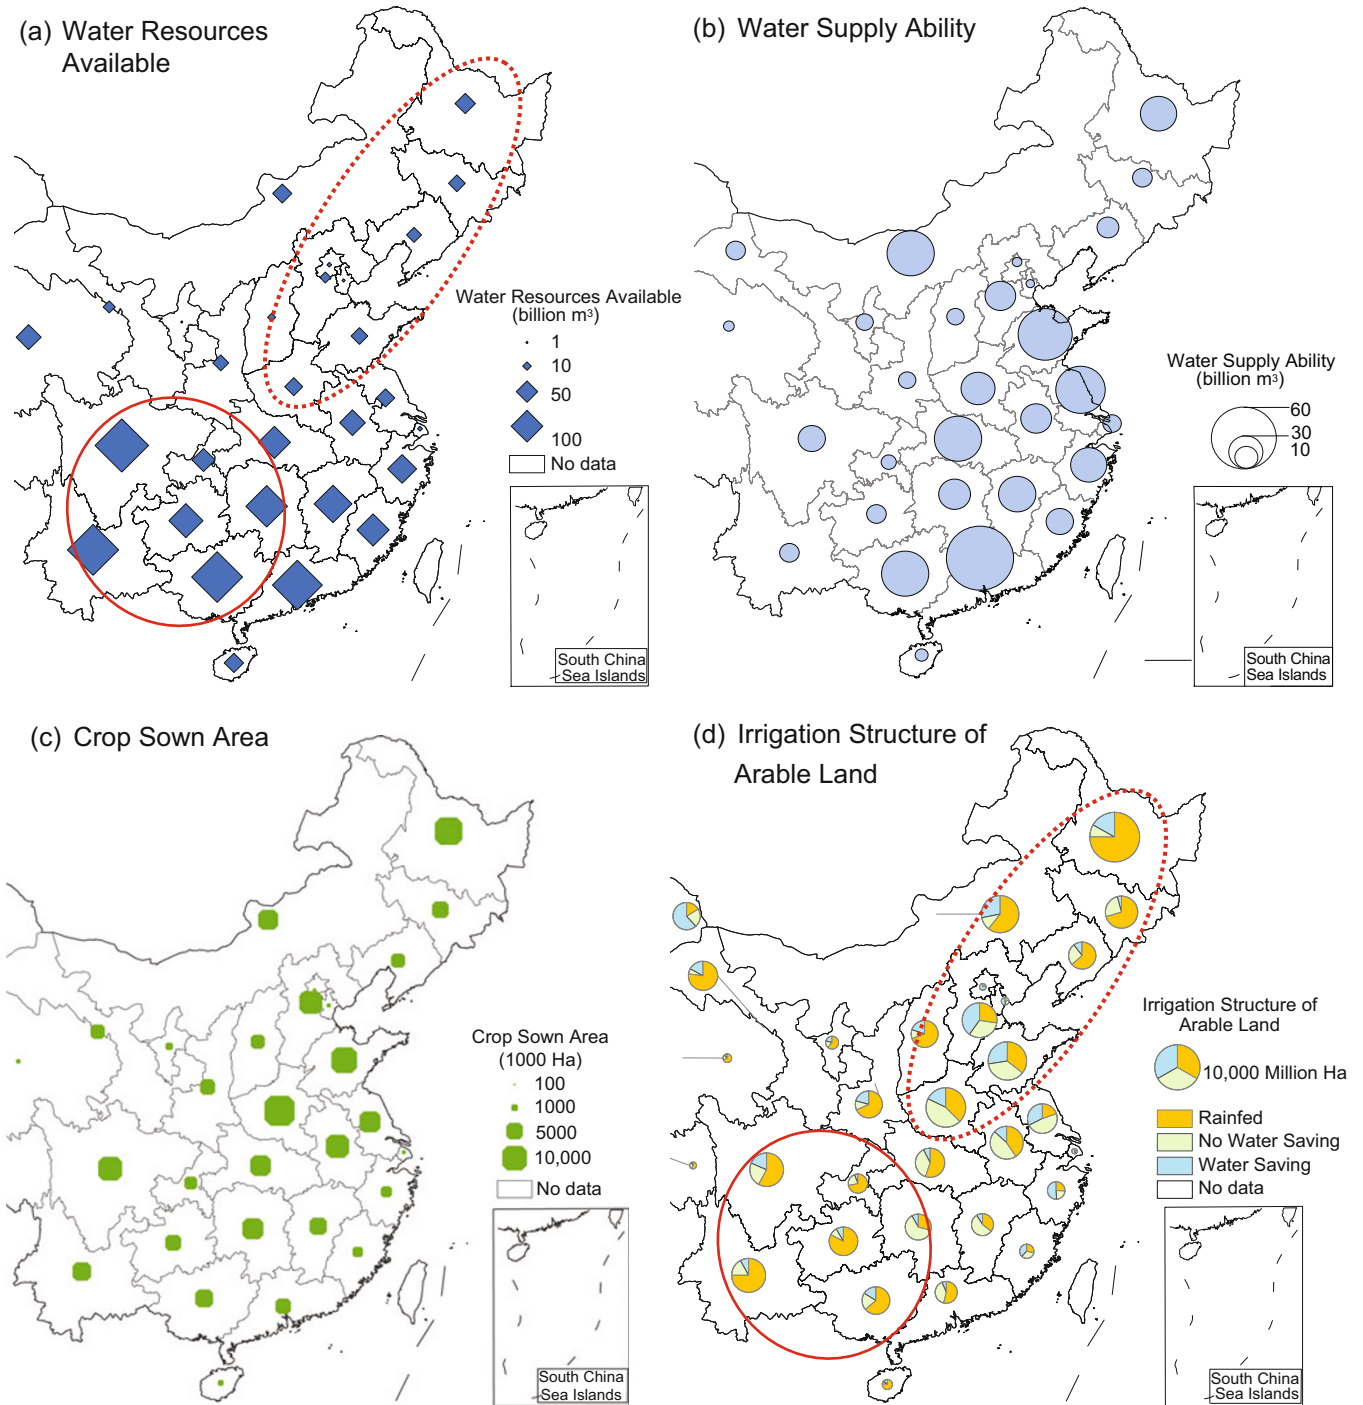 (a) Water Resources
Available
Water Resources Available
(billion m³)
1
10
50
100
No data
South China
Sea Islands
(b) Water Supply Ability
Water Supply Ability
(billion m³)
60
30
10
South China
Sea Islands
(c) Crop Sown Area
Crop Sown Area
(1000 Ha)
100
1000
5000
10,000
No data
South China
Sea Islands
(d) Irrigation Structure of
Arable Land
Irrigation Structure of
Arable Land
10,000 Million Ha
Rainfed
No Water Saving
Water Saving
No data
South China
Sea Islands